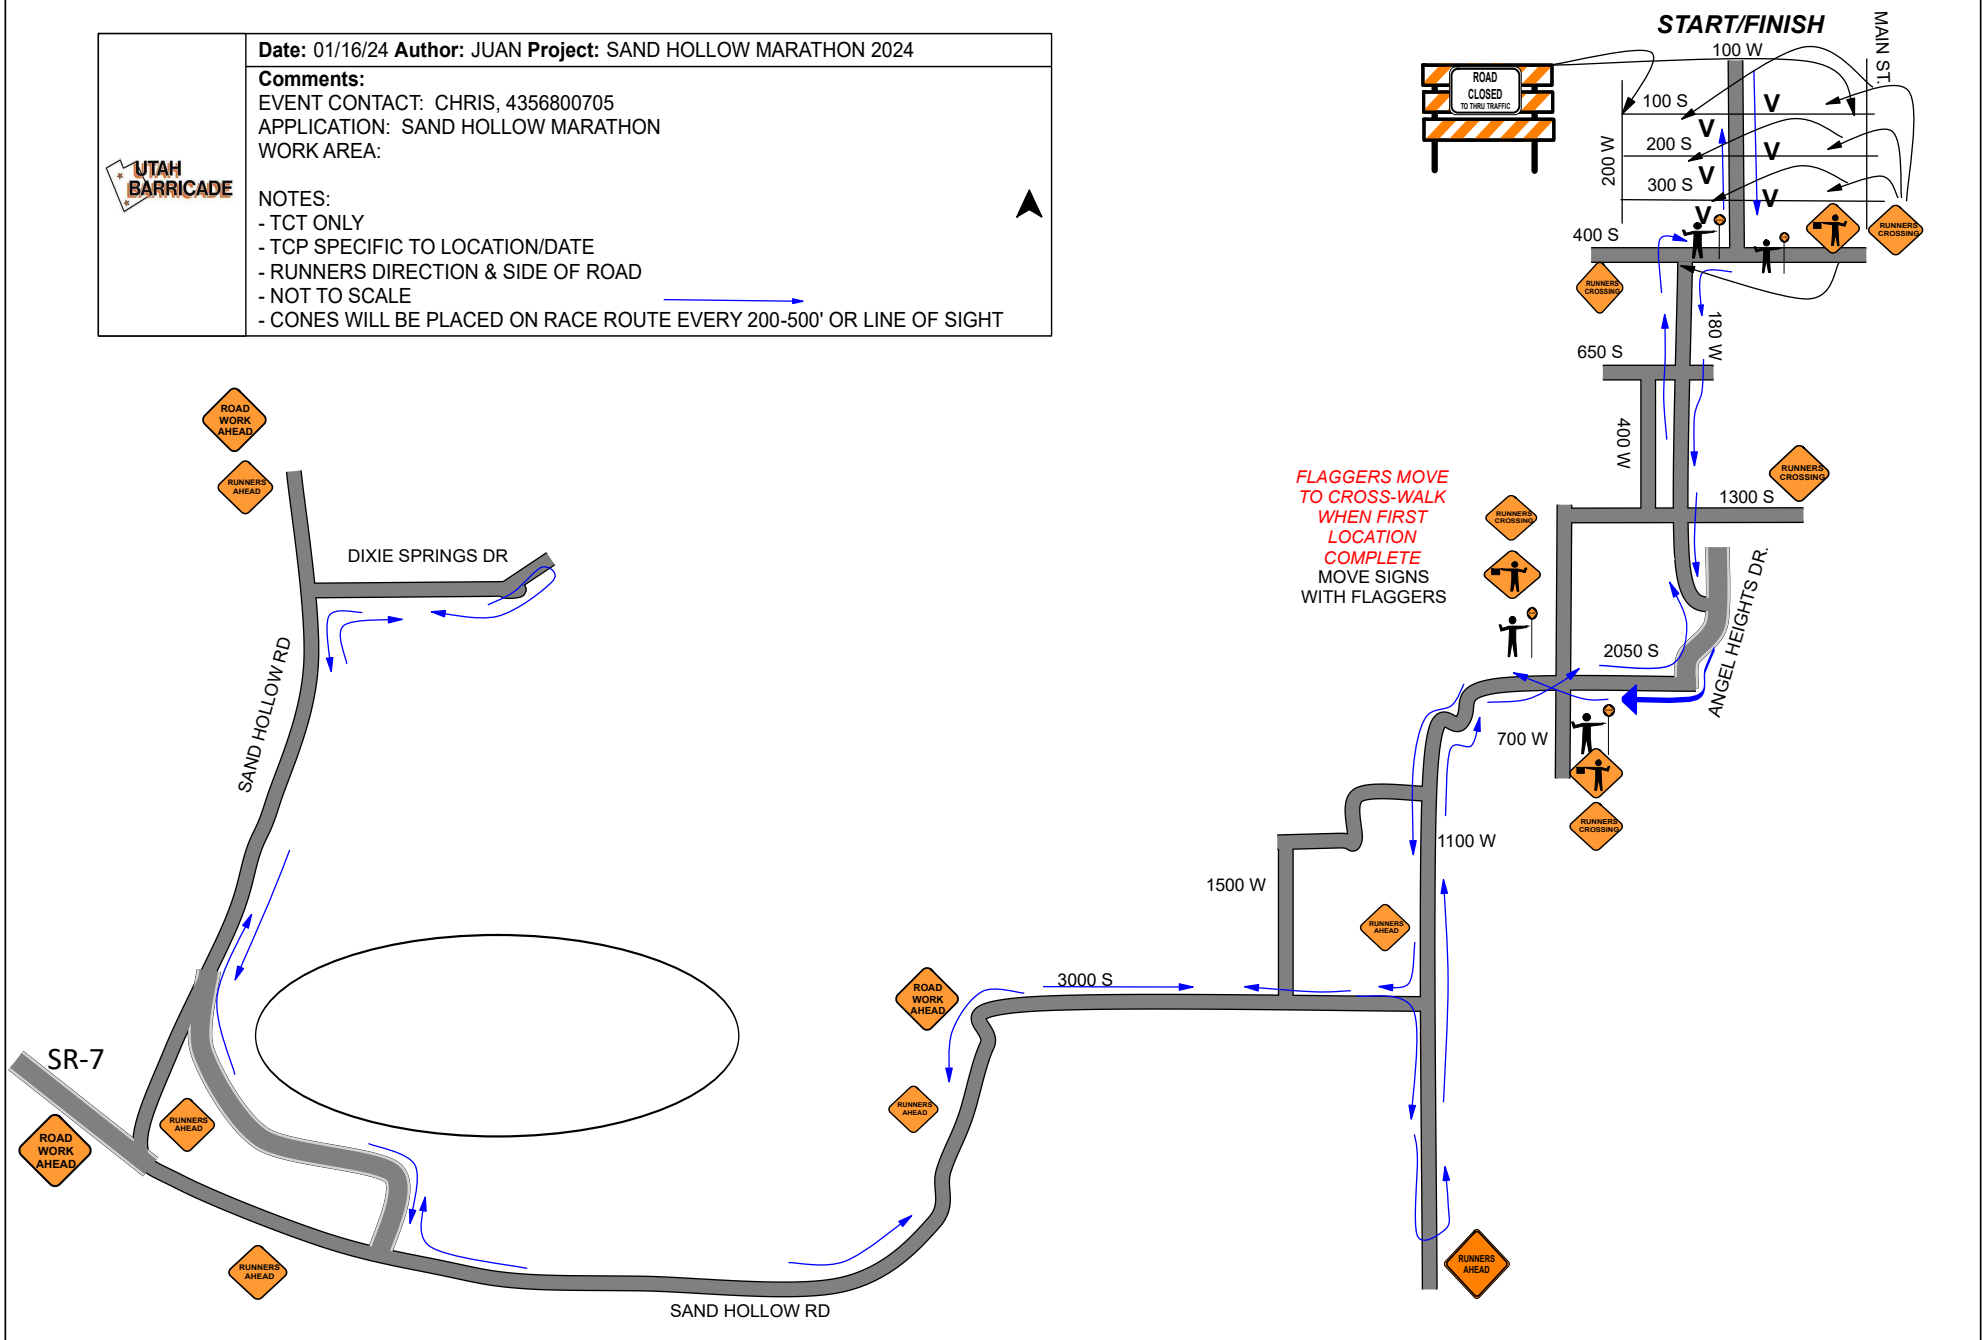 START/FINISH
100 W
MAIN ST.
Date: 01/16/24 Author: JUAN Project: SAND HOLLOW MARATHON 2024
Comments:
EVENT CONTACT: CHRIS, 4356800705
APPLICATION: SAND HOLLOW MARATHON
WORK AREA:
NOTES:
- TCT ONLY
- TCP SPECIFIC TO LOCATION/DATE
- RUNNERS DIRECTION & SIDE OF ROAD
- NOT TO SCALE
- CONES WILL BE PLACED ON RACE ROUTE EVERY 200-500' OR LINE OF SIGHT
UTAH
BARRICADE
ROAD
CLOSED
TO THRU TRAFFIC
100 S
V
V
200 S
V
200 W
V
300 S
V
V
400 S
RUNNERS
CROSSING
RUNNERS
CROSSING
180 W
650 S
400 W
RUNNERS
CROSSING
1300 S
ROAD
WORK
AHEAD
RUNNERS
AHEAD
FLAGGERS MOVE
TO CROSS-WALK
WHEN FIRST
LOCATION
COMPLETE
MOVE SIGNS
WITH FLAGGERS
RUNNERS
CROSSING
DIXIE SPRINGS DR
SAND HOLLOW RD
2050 S
ANGEL HEIGHTS DR.
700 W
RUNNERS
CROSSING
1100 W
1500 W
RUNNERS
AHEAD
3000 S
ROAD
WORK
AHEAD
RUNNERS
AHEAD
SR-7
RUNNERS
AHEAD
ROAD
WORK
AHEAD
RUNNERS
AHEAD
RUNNERS
AHEAD
SAND HOLLOW RD